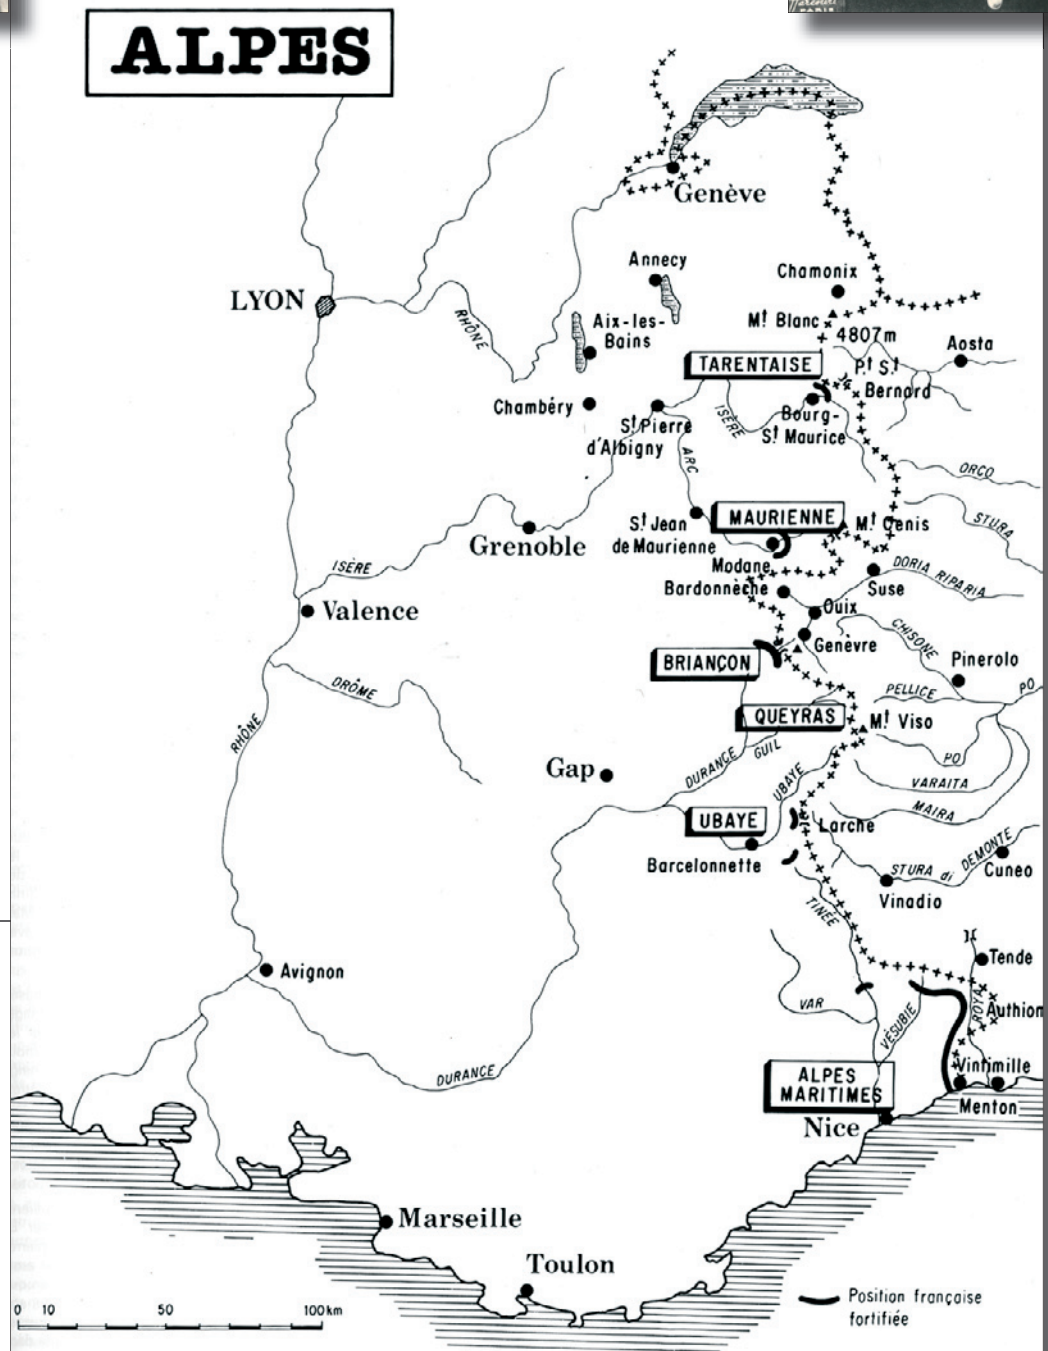 PARIS
ALPES
Genève
Annecy
Chamonix
LYON
Mt Blanc
4807m
RHÔNE
Aix-les-
Bains
Aosta
TARENTAISE
Pt St
Bernard
Chambéry
St Pierre
d'Albigny
ISÈRE
Bourg-
St Maurice
ARC
ORCO
STURA
MAURIENNE
Mt Cenis
St Jean
de Maurienne
Grenoble
Modane
ISÈRE
Bardonnèche
Suse
DORIA RIPARIA
Valence
Ouix
CHISONE
Genèvre
BRIANÇON
Pinerolo
DRÔME
PELLICE
PO
QUEYRAS
Mt Viso
RHÔNE
GUIL
PO
Gap
DURANCE
UBAYE
VARAITA
MAIRA
UBAYE
Larche
Barcelonnette
STURA di DEMONTE
Cuneo
Vinadio
TINÉE
Tende
Avignon
VAR
ROYA
Authion
VÉSUBIE
DURANCE
ALPES
MARITIMES
Vintimille
Menton
Nice
Marseille
Toulon
0 10 50 100km
Position française
fortifiée